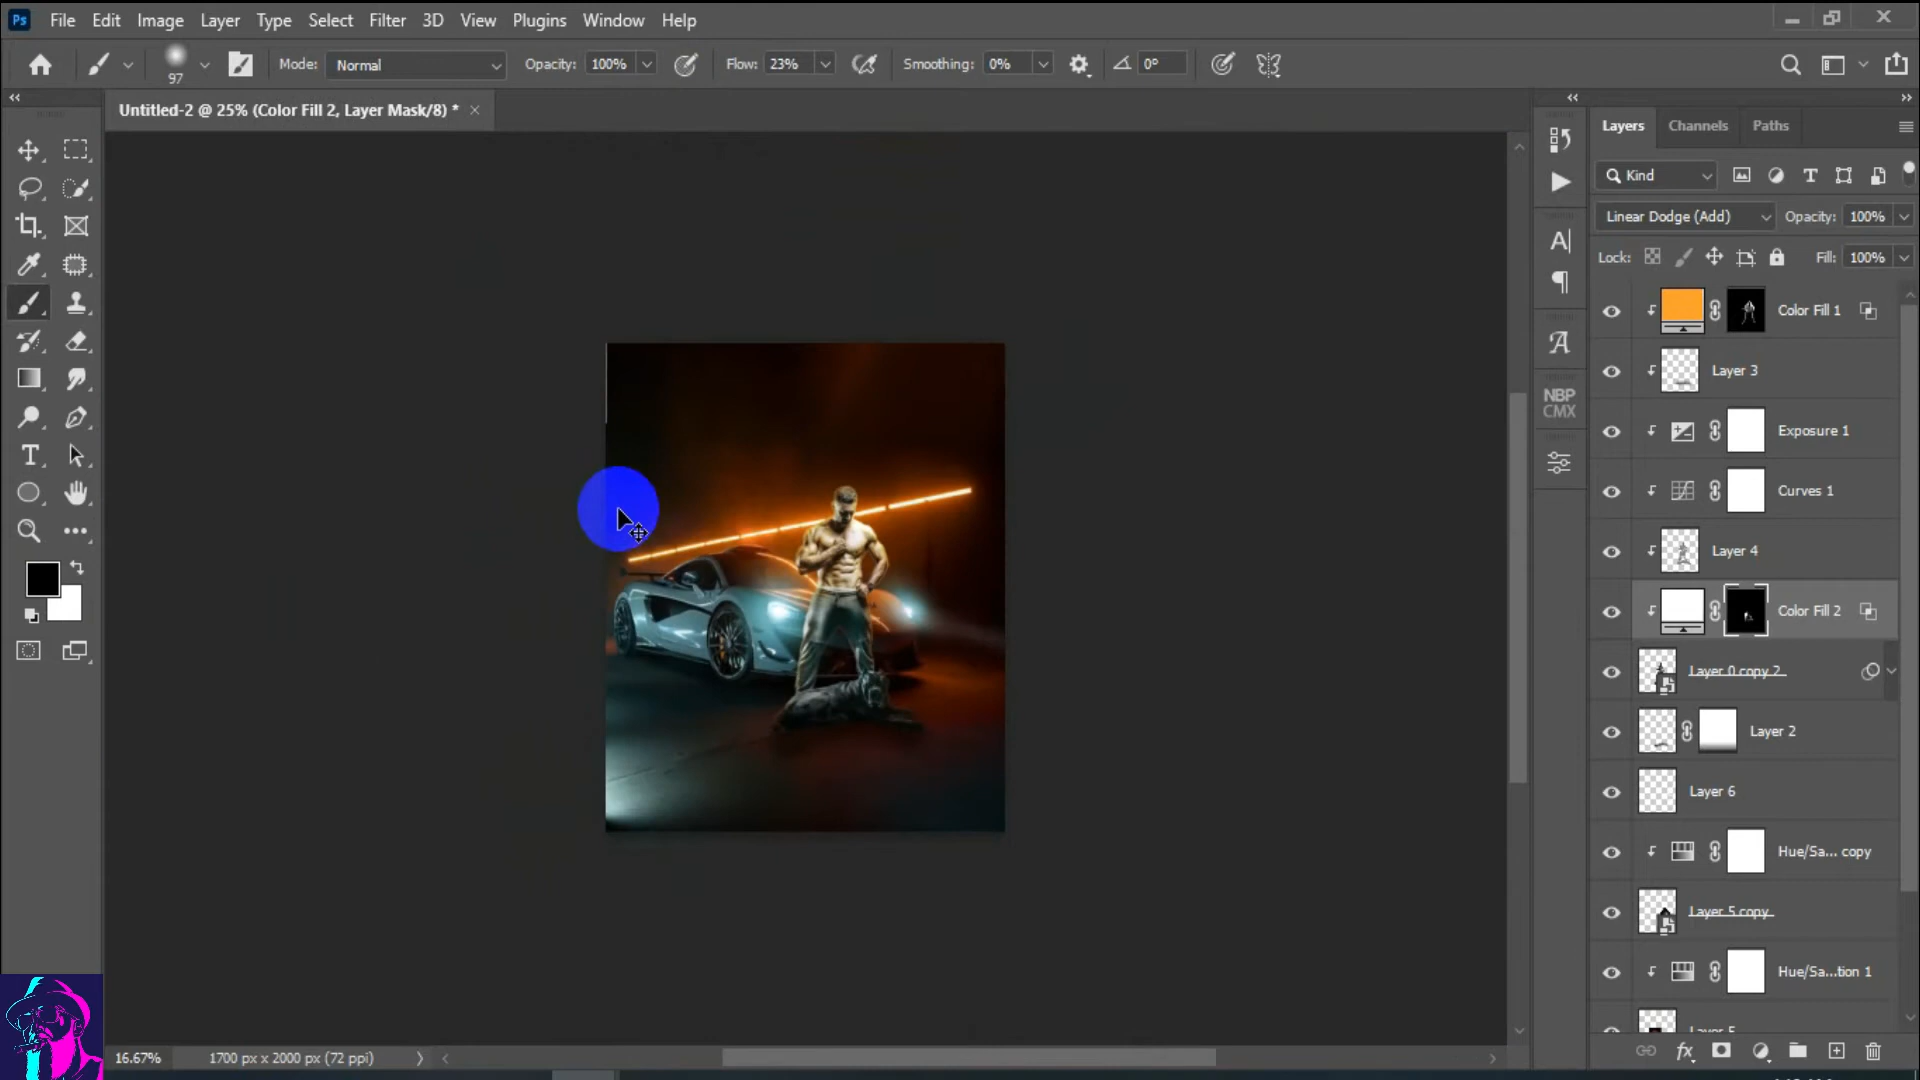 Ps File Edit Image Layer Type Select Filter 3D View Plugins Window Help
97 Mode: Normal Opacity: 100% Flow: 23% Smoothing: 0% 0°
Untitled-2 @ 25% (Color Fill 2, Layer Mask/8) *
Layers Channels Paths
Kind
Linear Dodge (Add) Opacity: 100%
Lock: Fill: 100%
Color Fill 1
Layer 3
NBP
CMX
Exposure 1
Curves 1
Layer 4
Color Fill 2
Layer 0 copy 2
Layer 2
Layer 6
Hue/Sa... copy
Layer 5 copy
Hue/Sa...tion 1
16.67% 1700 px x 2000 px (72 ppi)